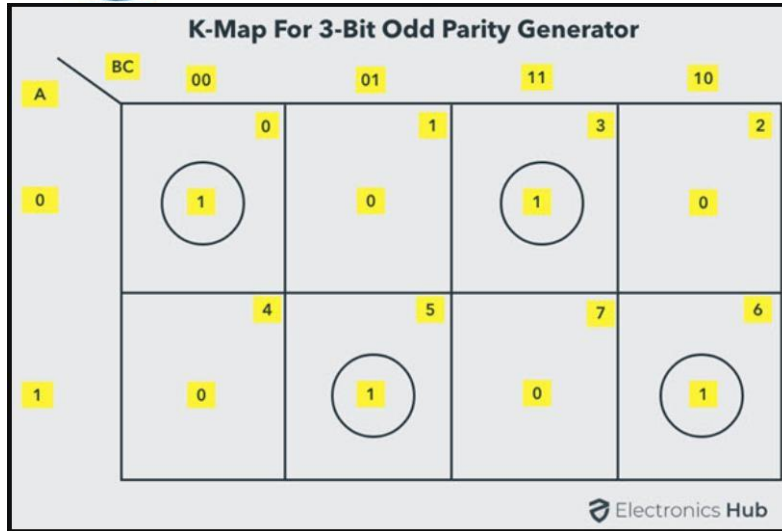 K-Map For 3-Bit Odd Parity Generator
BC
00 01 11 10
A
0 1 3 2
0 1 0 1 0
4 5 7 6
1 0 1 0 1
Electronics Hub